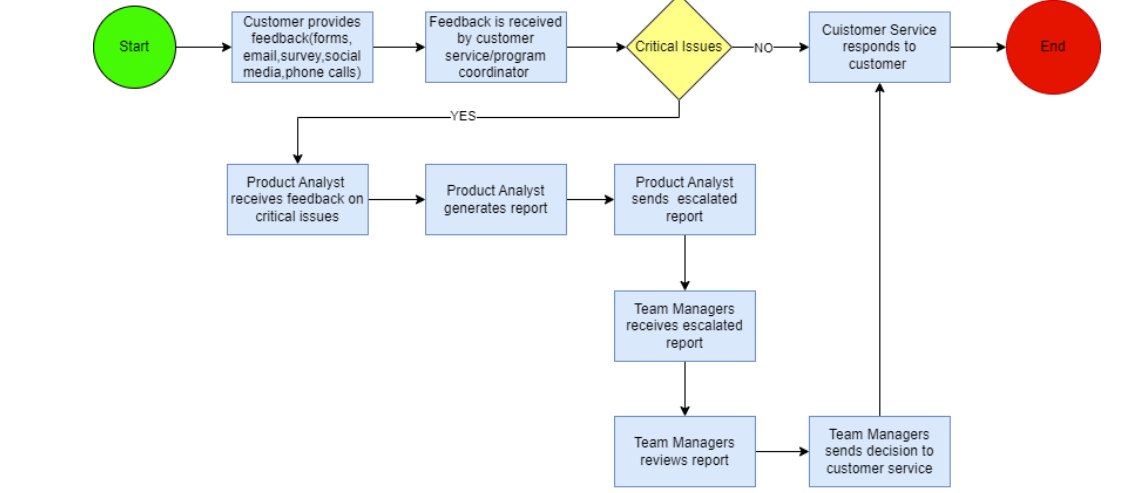 Start
Customer provides
feedback(forms,
email,survey,social
media,phone calls)
Feedback is received
by customer
service/program
coordinator
Critical Issues
NO
Cuistomer Service
responds to
customer
End
YES
Product Analyst
receives feedback on
critical issues
Product Analyst
generates report
Product Analyst
sends escalated
report
Team Managers
receives escalated
report
Team Managers
reviews report
Team Managers
sends decision to
customer service